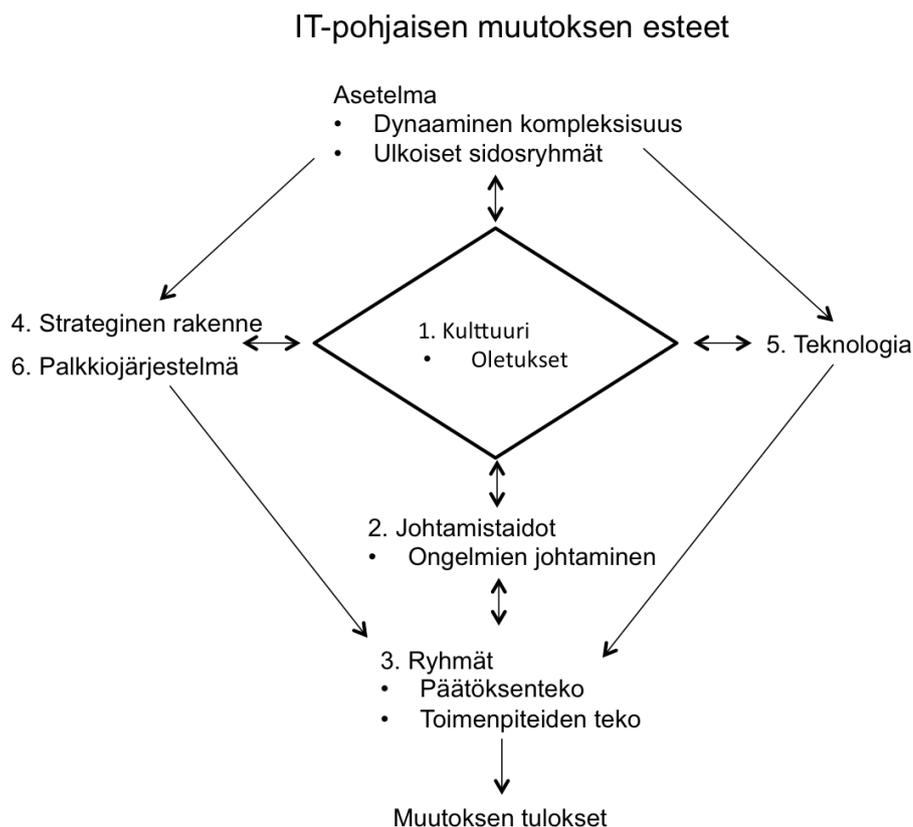 IT-pohjaisen muutoksen esteet
Asetelma
• Dynaaminen kompleksisuus
• Ulkoiset sidosryhmät
4. Strateginen rakenne
6. Palkkiojärjestelmä
1. Kulttuuri
• Oletukset
5. Teknologia
2. Johtamistaidot
• Ongelmien johtaminen
3. Ryhmät
• Päätöksenteko
• Toimenpiteiden teko
Muutoksen tulokset